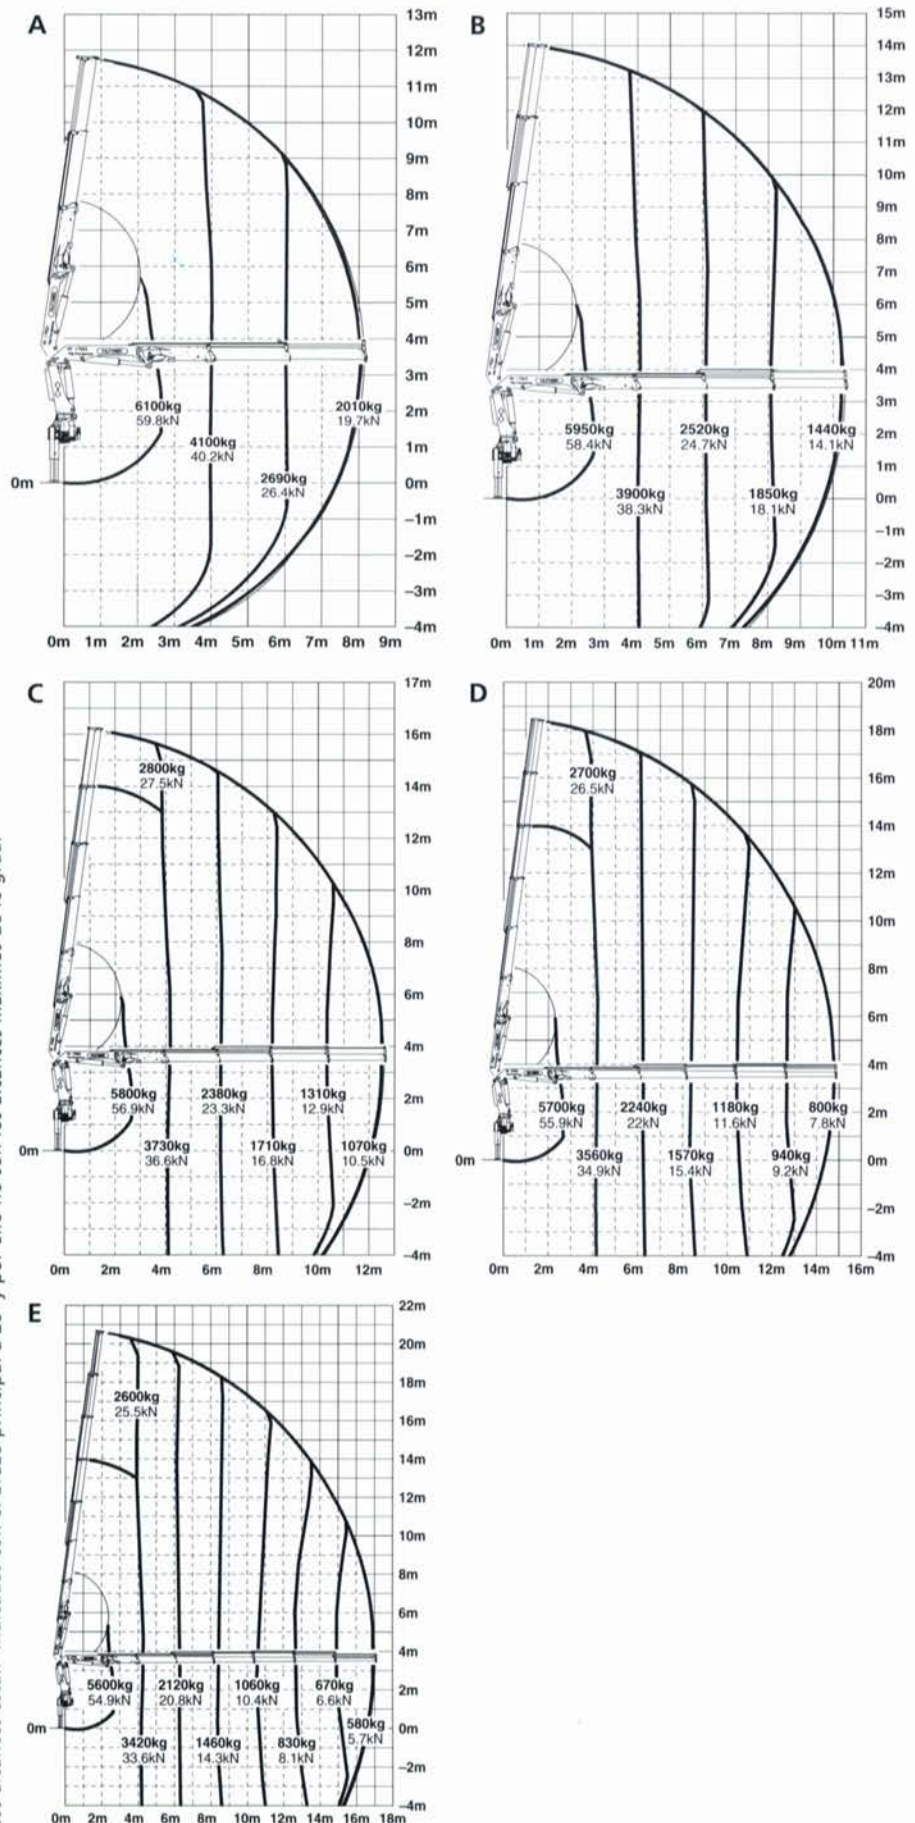 A
13m
12m
11m
10m
9m
8m
7m
6m
5m
4m
3m
2m
1m
0m
–1m
–2m
–3m
–4m
6100kg
59.8kN
4100kg
40.2kN
2690kg
26.4kN
2010kg
19.7kN
0m
0m 1m 2m 3m 4m 5m 6m 7m 8m 9m
B
15m
14m
13m
12m
11m
10m
9m
8m
7m
6m
5m
4m
3m
2m
1m
0m
–1m
–2m
–3m
–4m
5950kg
58.4kN
3900kg
38.3kN
2520kg
24.7kN
1850kg
18.1kN
1440kg
14.1kN
0m
0m 1m 2m 3m 4m 5m 6m 7m 8m 9m 10m 11m
C
17m
16m
14m
12m
10m
8m
6m
4m
2m
0m
–2m
–4m
2800kg
27.5kN
5800kg
56.9kN
3730kg
36.6kN
2380kg
23.3kN
1710kg
16.8kN
1310kg
12.9kN
1070kg
10.5kN
0m
0m 2m 4m 6m 8m 10m 12m
D
20m
18m
16m
14m
12m
10m
8m
6m
4m
2m
0m
–2m
–4m
2700kg
26.5kN
5700kg
55.9kN
3560kg
34.9kN
2240kg
22kN
1570kg
15.4kN
1180kg
11.6kN
940kg
9.2kN
800kg
7.8kN
0m
0m 2m 4m 6m 8m 10m 12m 14m 16m
E
22m
20m
18m
16m
14m
12m
10m
8m
6m
4m
2m
0m
–2m
–4m
2600kg
25.5kN
5600kg
54.9kN
3420kg
33.6kN
2120kg
20.8kN
1460kg
14.3kN
1060kg
10.4kN
830kg
8.1kN
670kg
6.6kN
580kg
5.7kN
0m
0m 2m 4m 6m 8m 10m 12m 14m 16m 18m